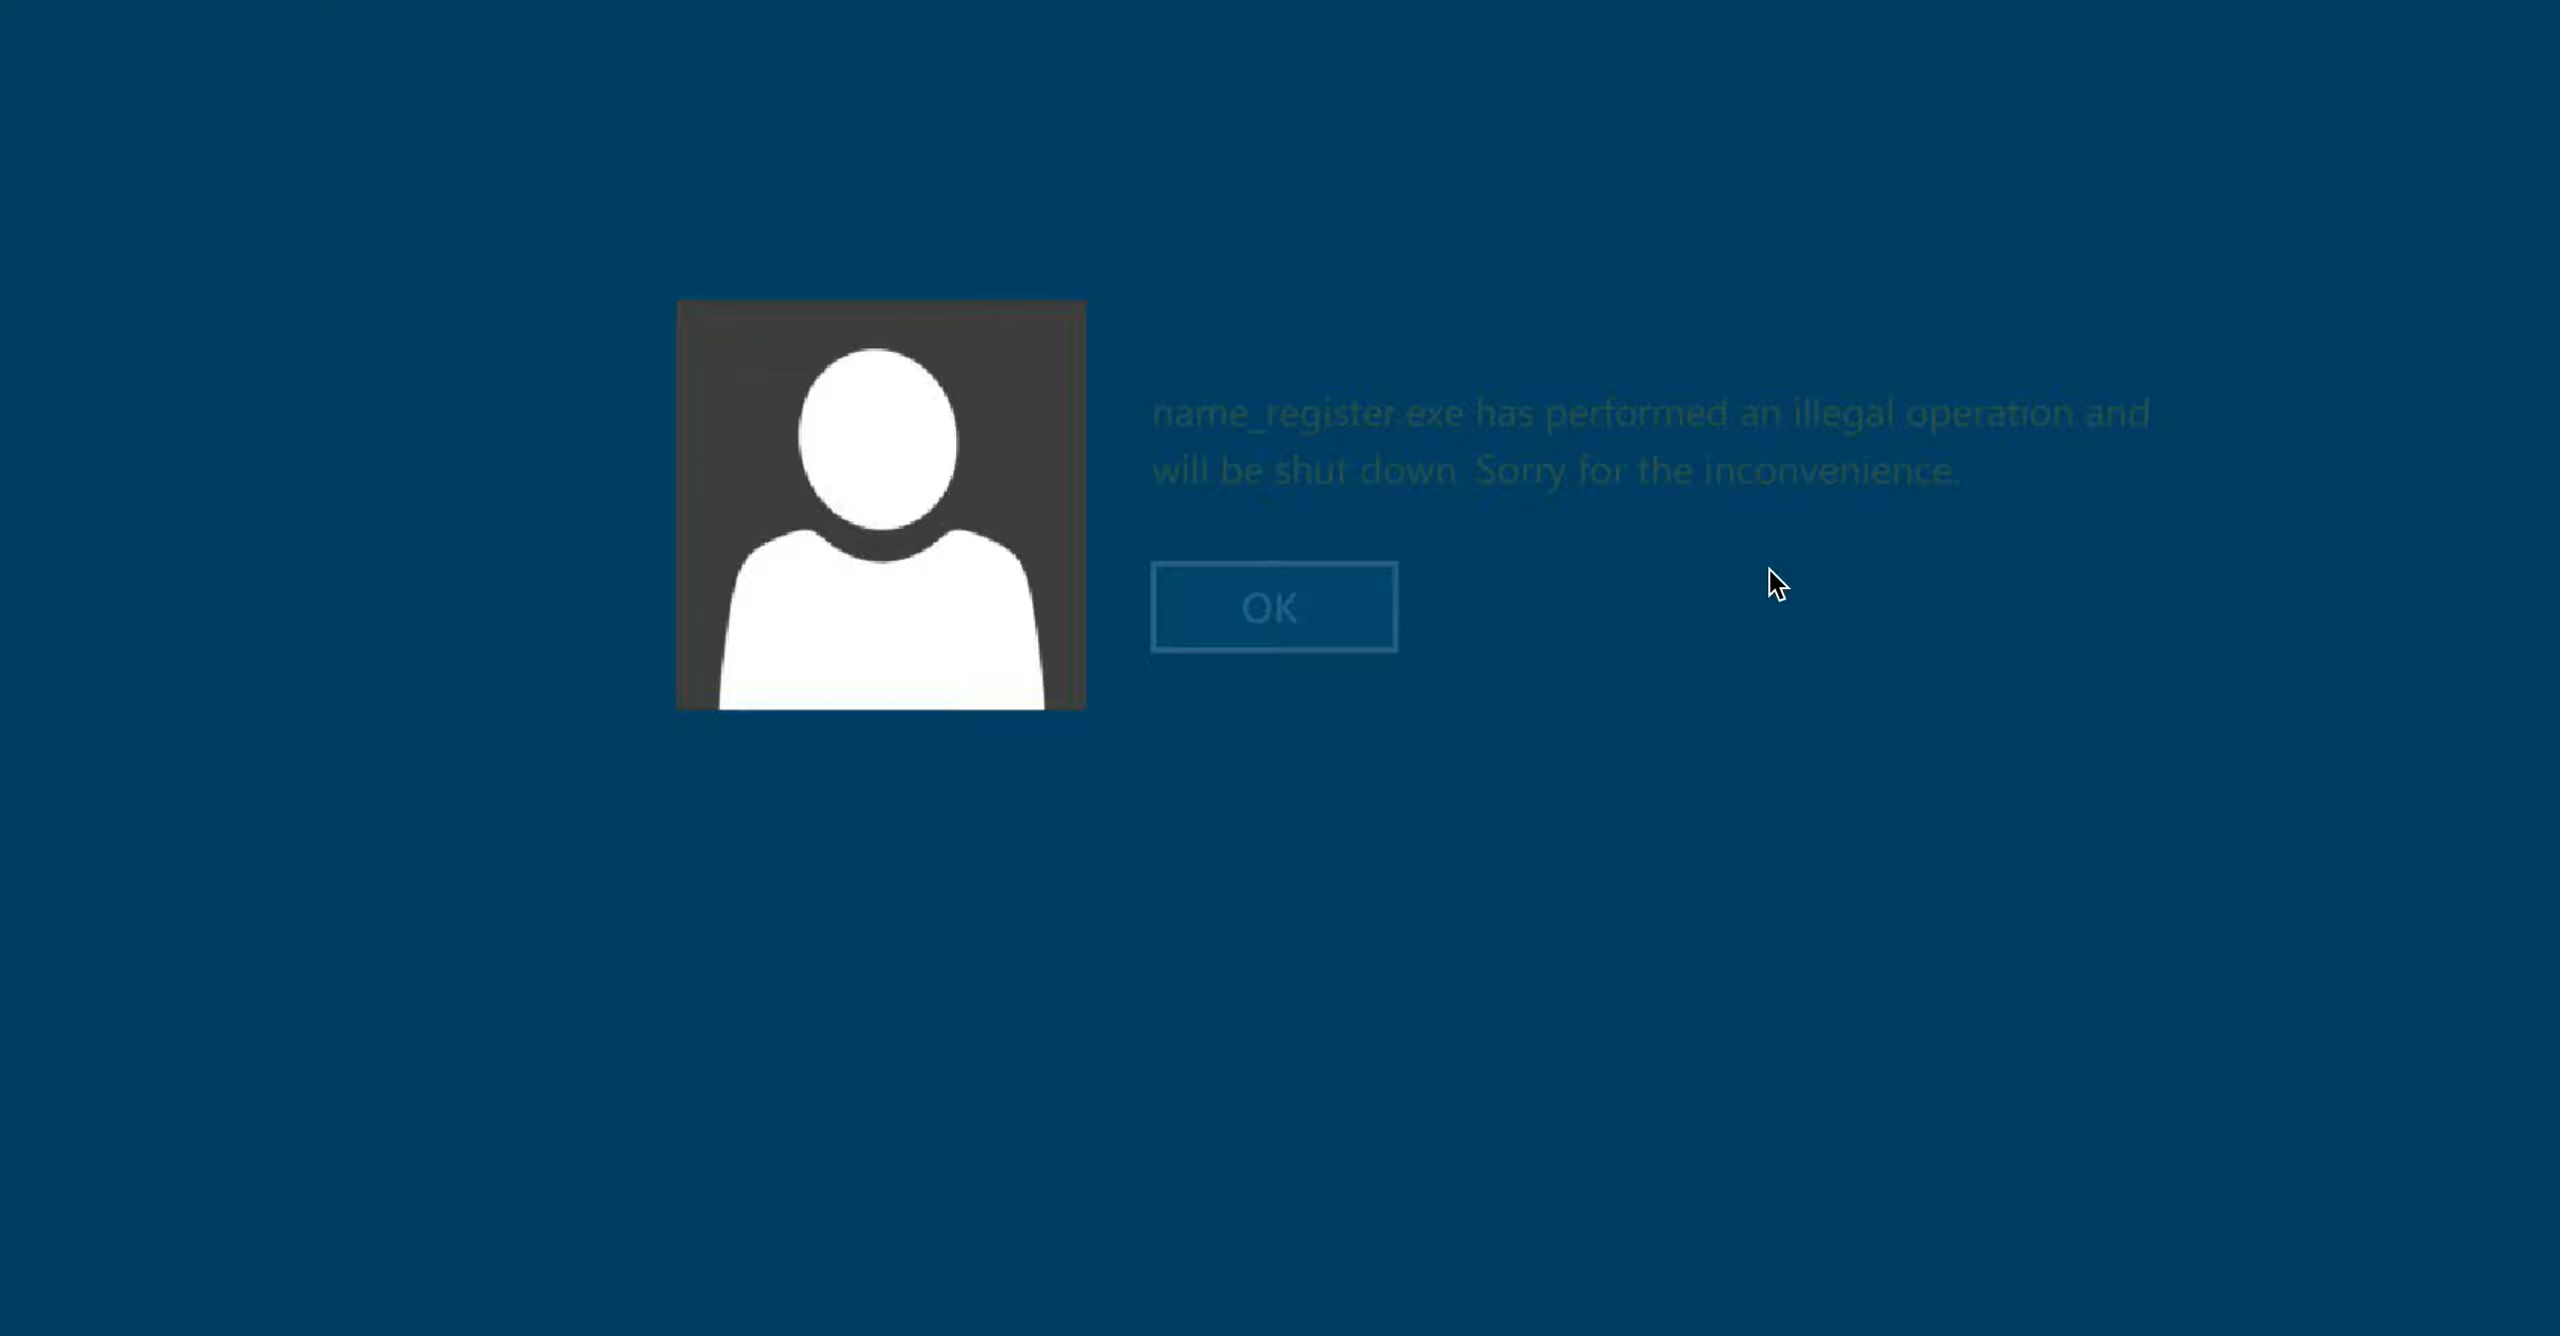 name_register.exe has performed an illegal operation and
will be shut down. Sorry for the inconvenience.
OK